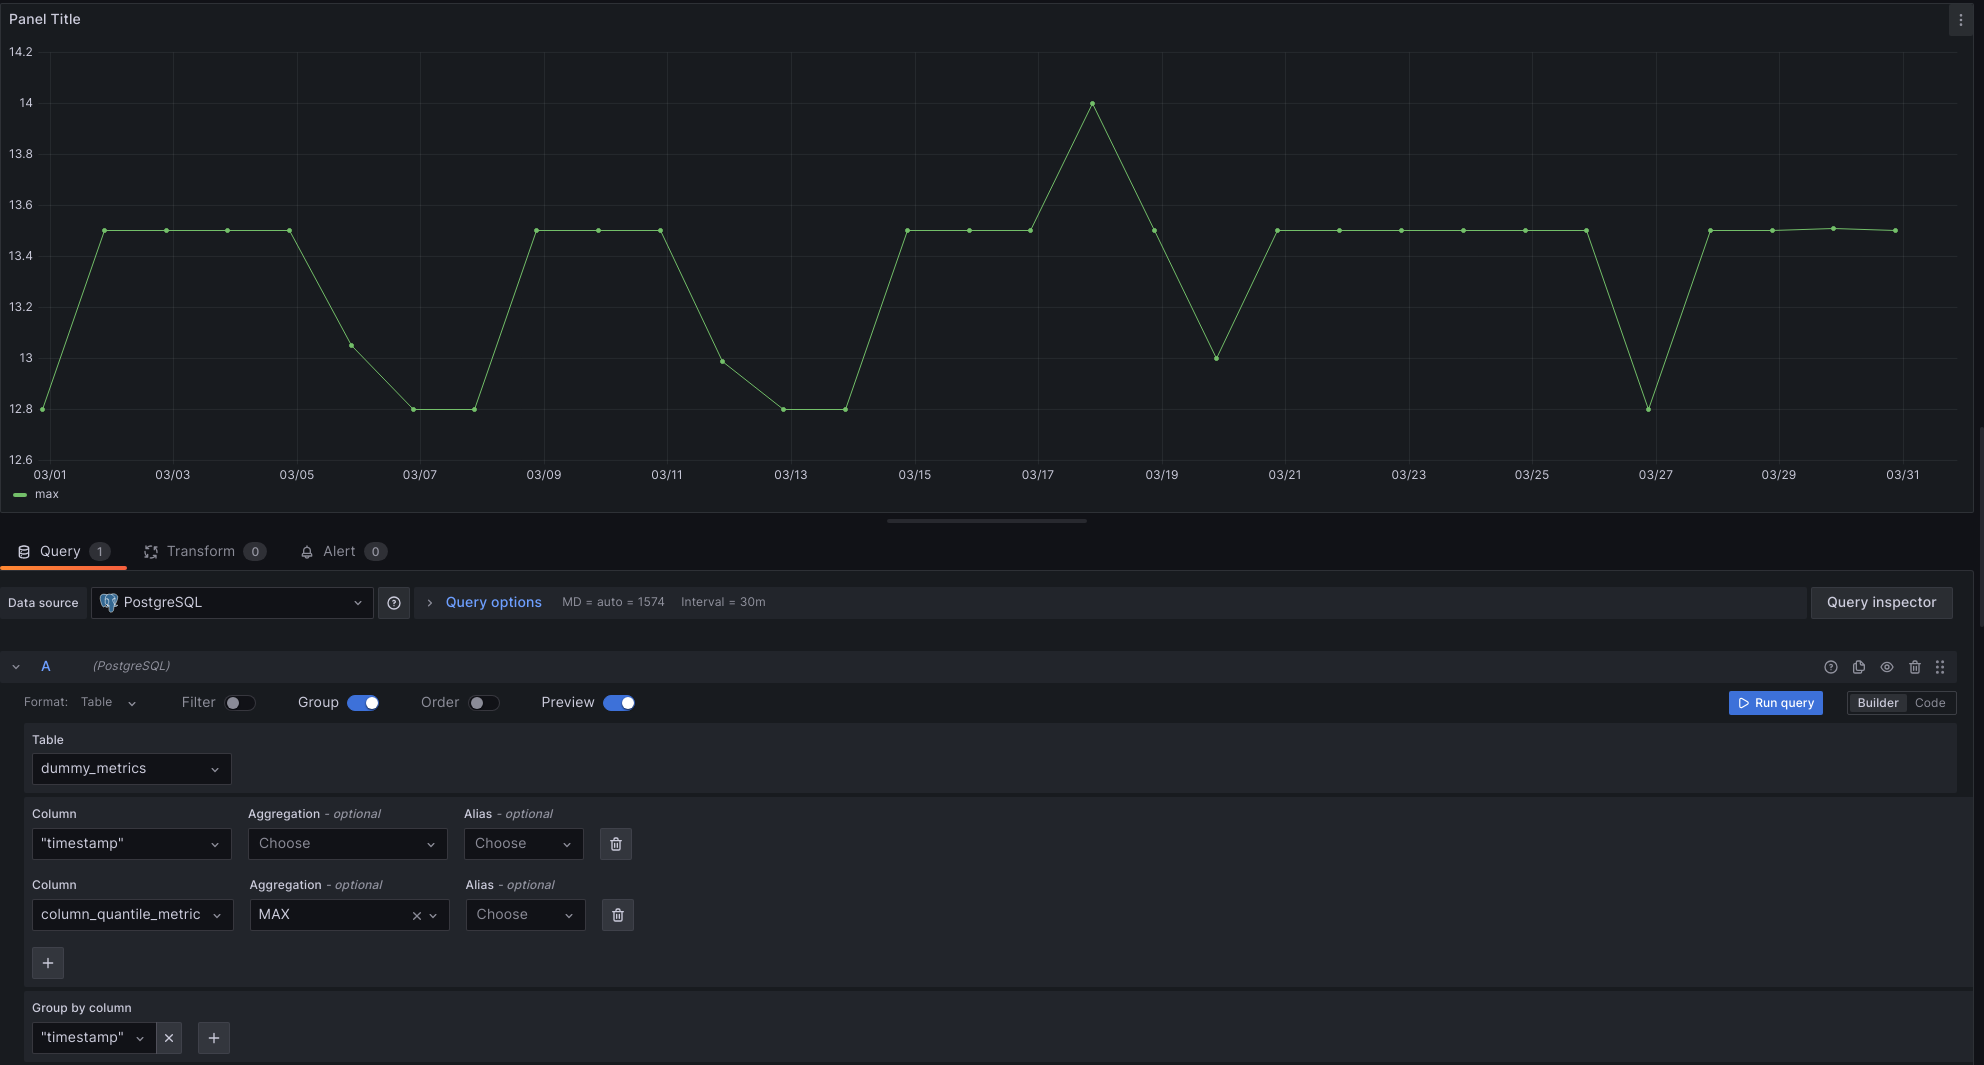 Panel Title
14.2
14
13.8
13.6
13.4
13.2
13
12.8
12.6
03/01 03/03 03/05 03/07 03/09 03/11 03/13 03/15 03/17 03/19 03/21 03/23 03/25 03/27 03/29 03/31
max
Query 1 Transform 0 Alert 0
Data source PostgreSQL Query options MD = auto = 1574 Interval = 30m Query inspector
A (PostgreSQL)
Format: Table Filter Group Order Preview Run query Builder Code
Table
dummy_metrics
Column Aggregation - optional Alias - optional
"timestamp" Choose Choose
Column Aggregation - optional Alias - optional
column_quantile_metric MAX Choose
Group by column
"timestamp"